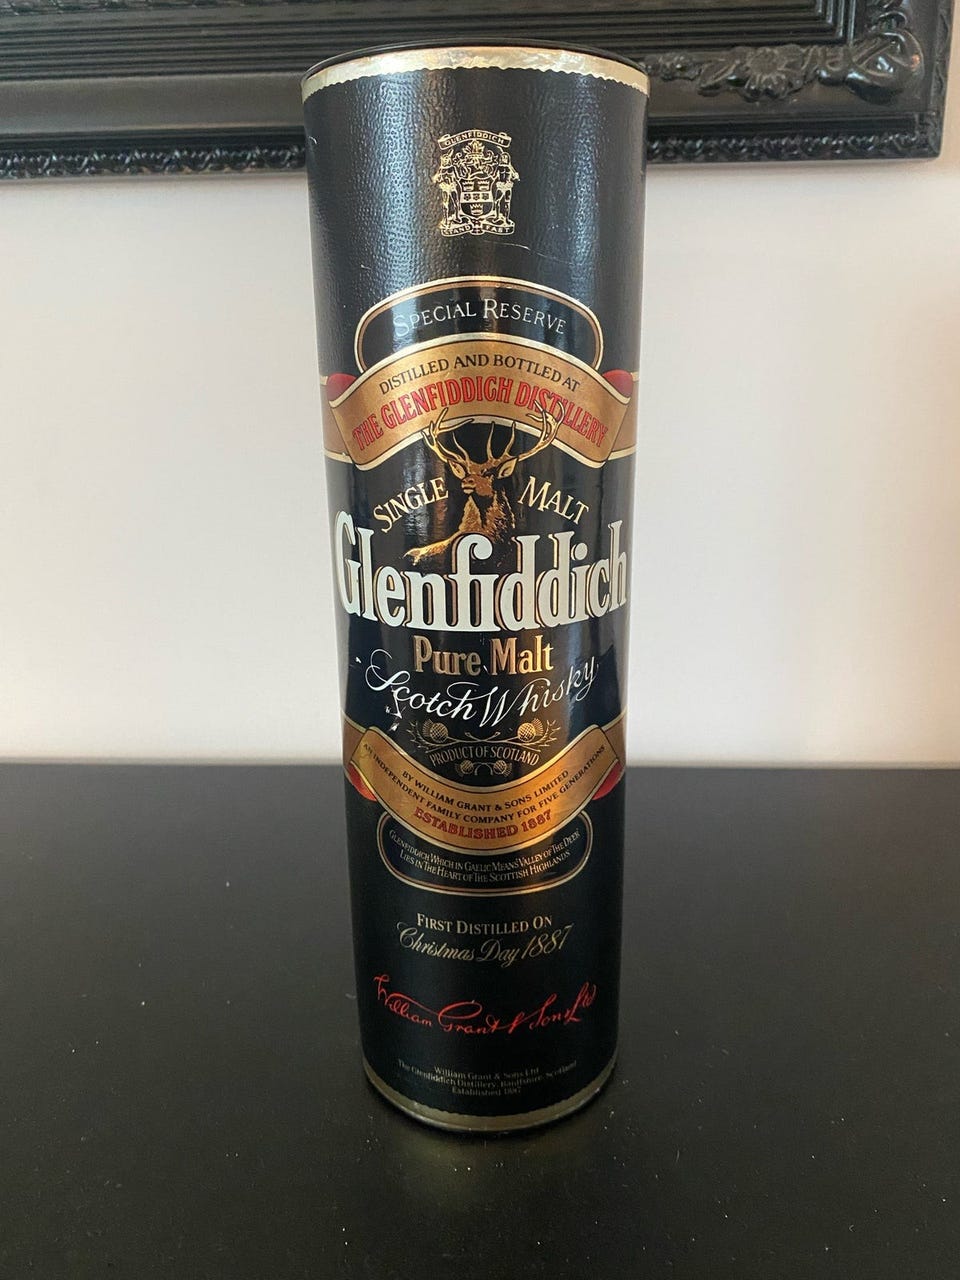 GLENFIDDICH
STAND FAST
SPECIAL RESERVE
DISTILLED AND BOTTLED AT
THE GLENFIDDICH DISTILLERY
SINGLE MALT
Glenfiddich
Pure Malt
Scotch Whisky
PRODUCT OF SCOTLAND
BY WILLIAM GRANT & SONS LIMITED
AN INDEPENDENT FAMILY COMPANY FOR FIVE GENERATIONS
ESTABLISHED 1887
GLENFIDDICH WHICH IN GAELIC MEANS VALLEY OF THE DEER
LIES IN THE HEART OF THE SCOTTISH HIGHLANDS
FIRST DISTILLED ON
Christmas Day 1887
William Grant & Sons Ltd
William Grant & Sons Ltd
The Glenfiddich Distillery, Banffshire, Scotland
Established 1887